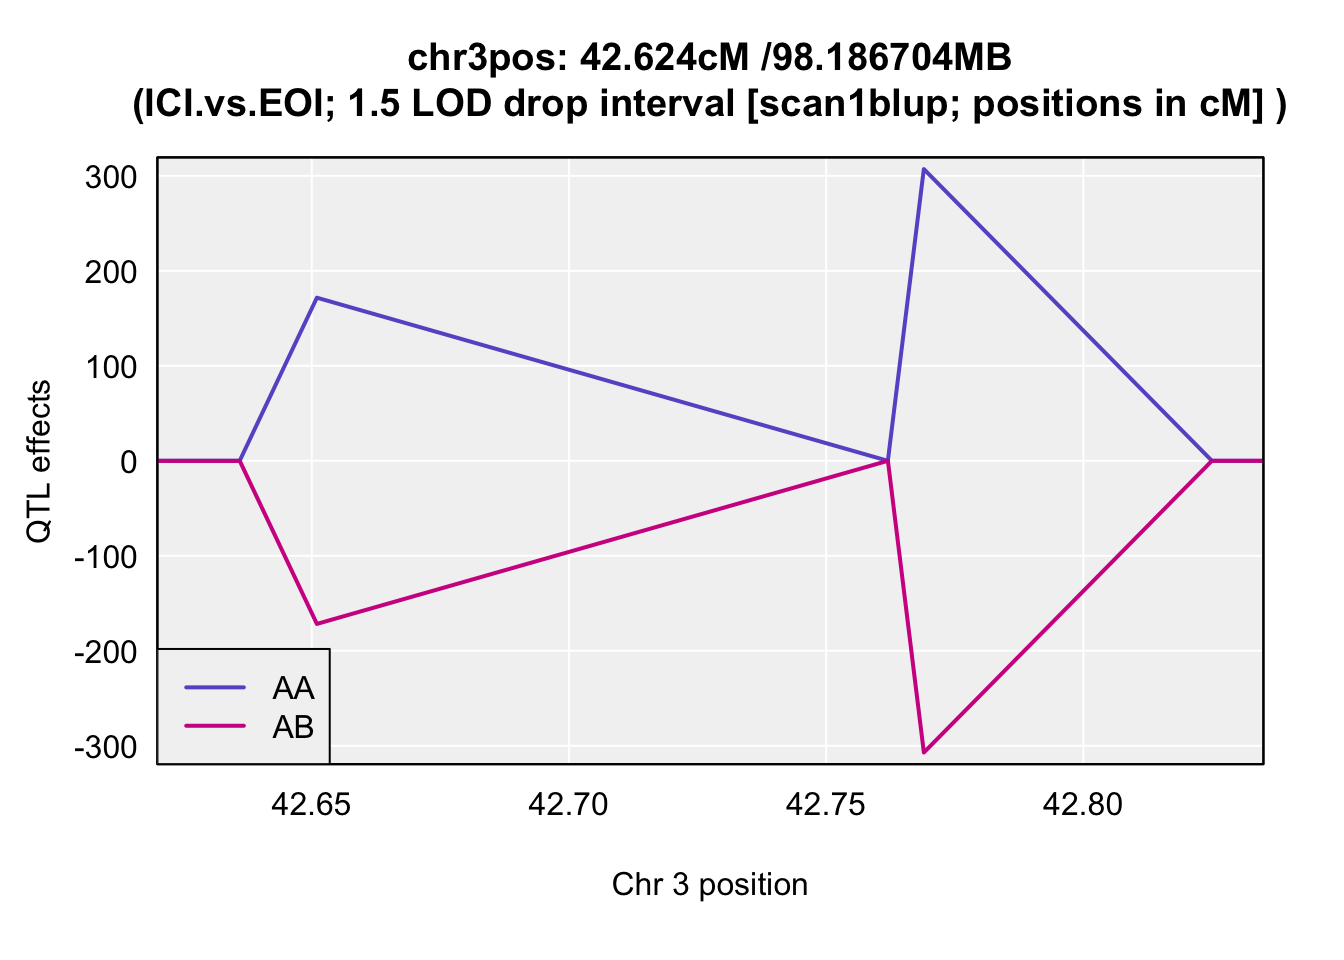 chr3pos: 42.624cM /98.186704MB
(ICI.vs.EOI; 1.5 LOD drop interval [scan1blup; positions in cM] )
300
200
100
0
-100
-200
-300
QTL effects
AA
AB
42.65 42.70 42.75 42.80
Chr 3 position